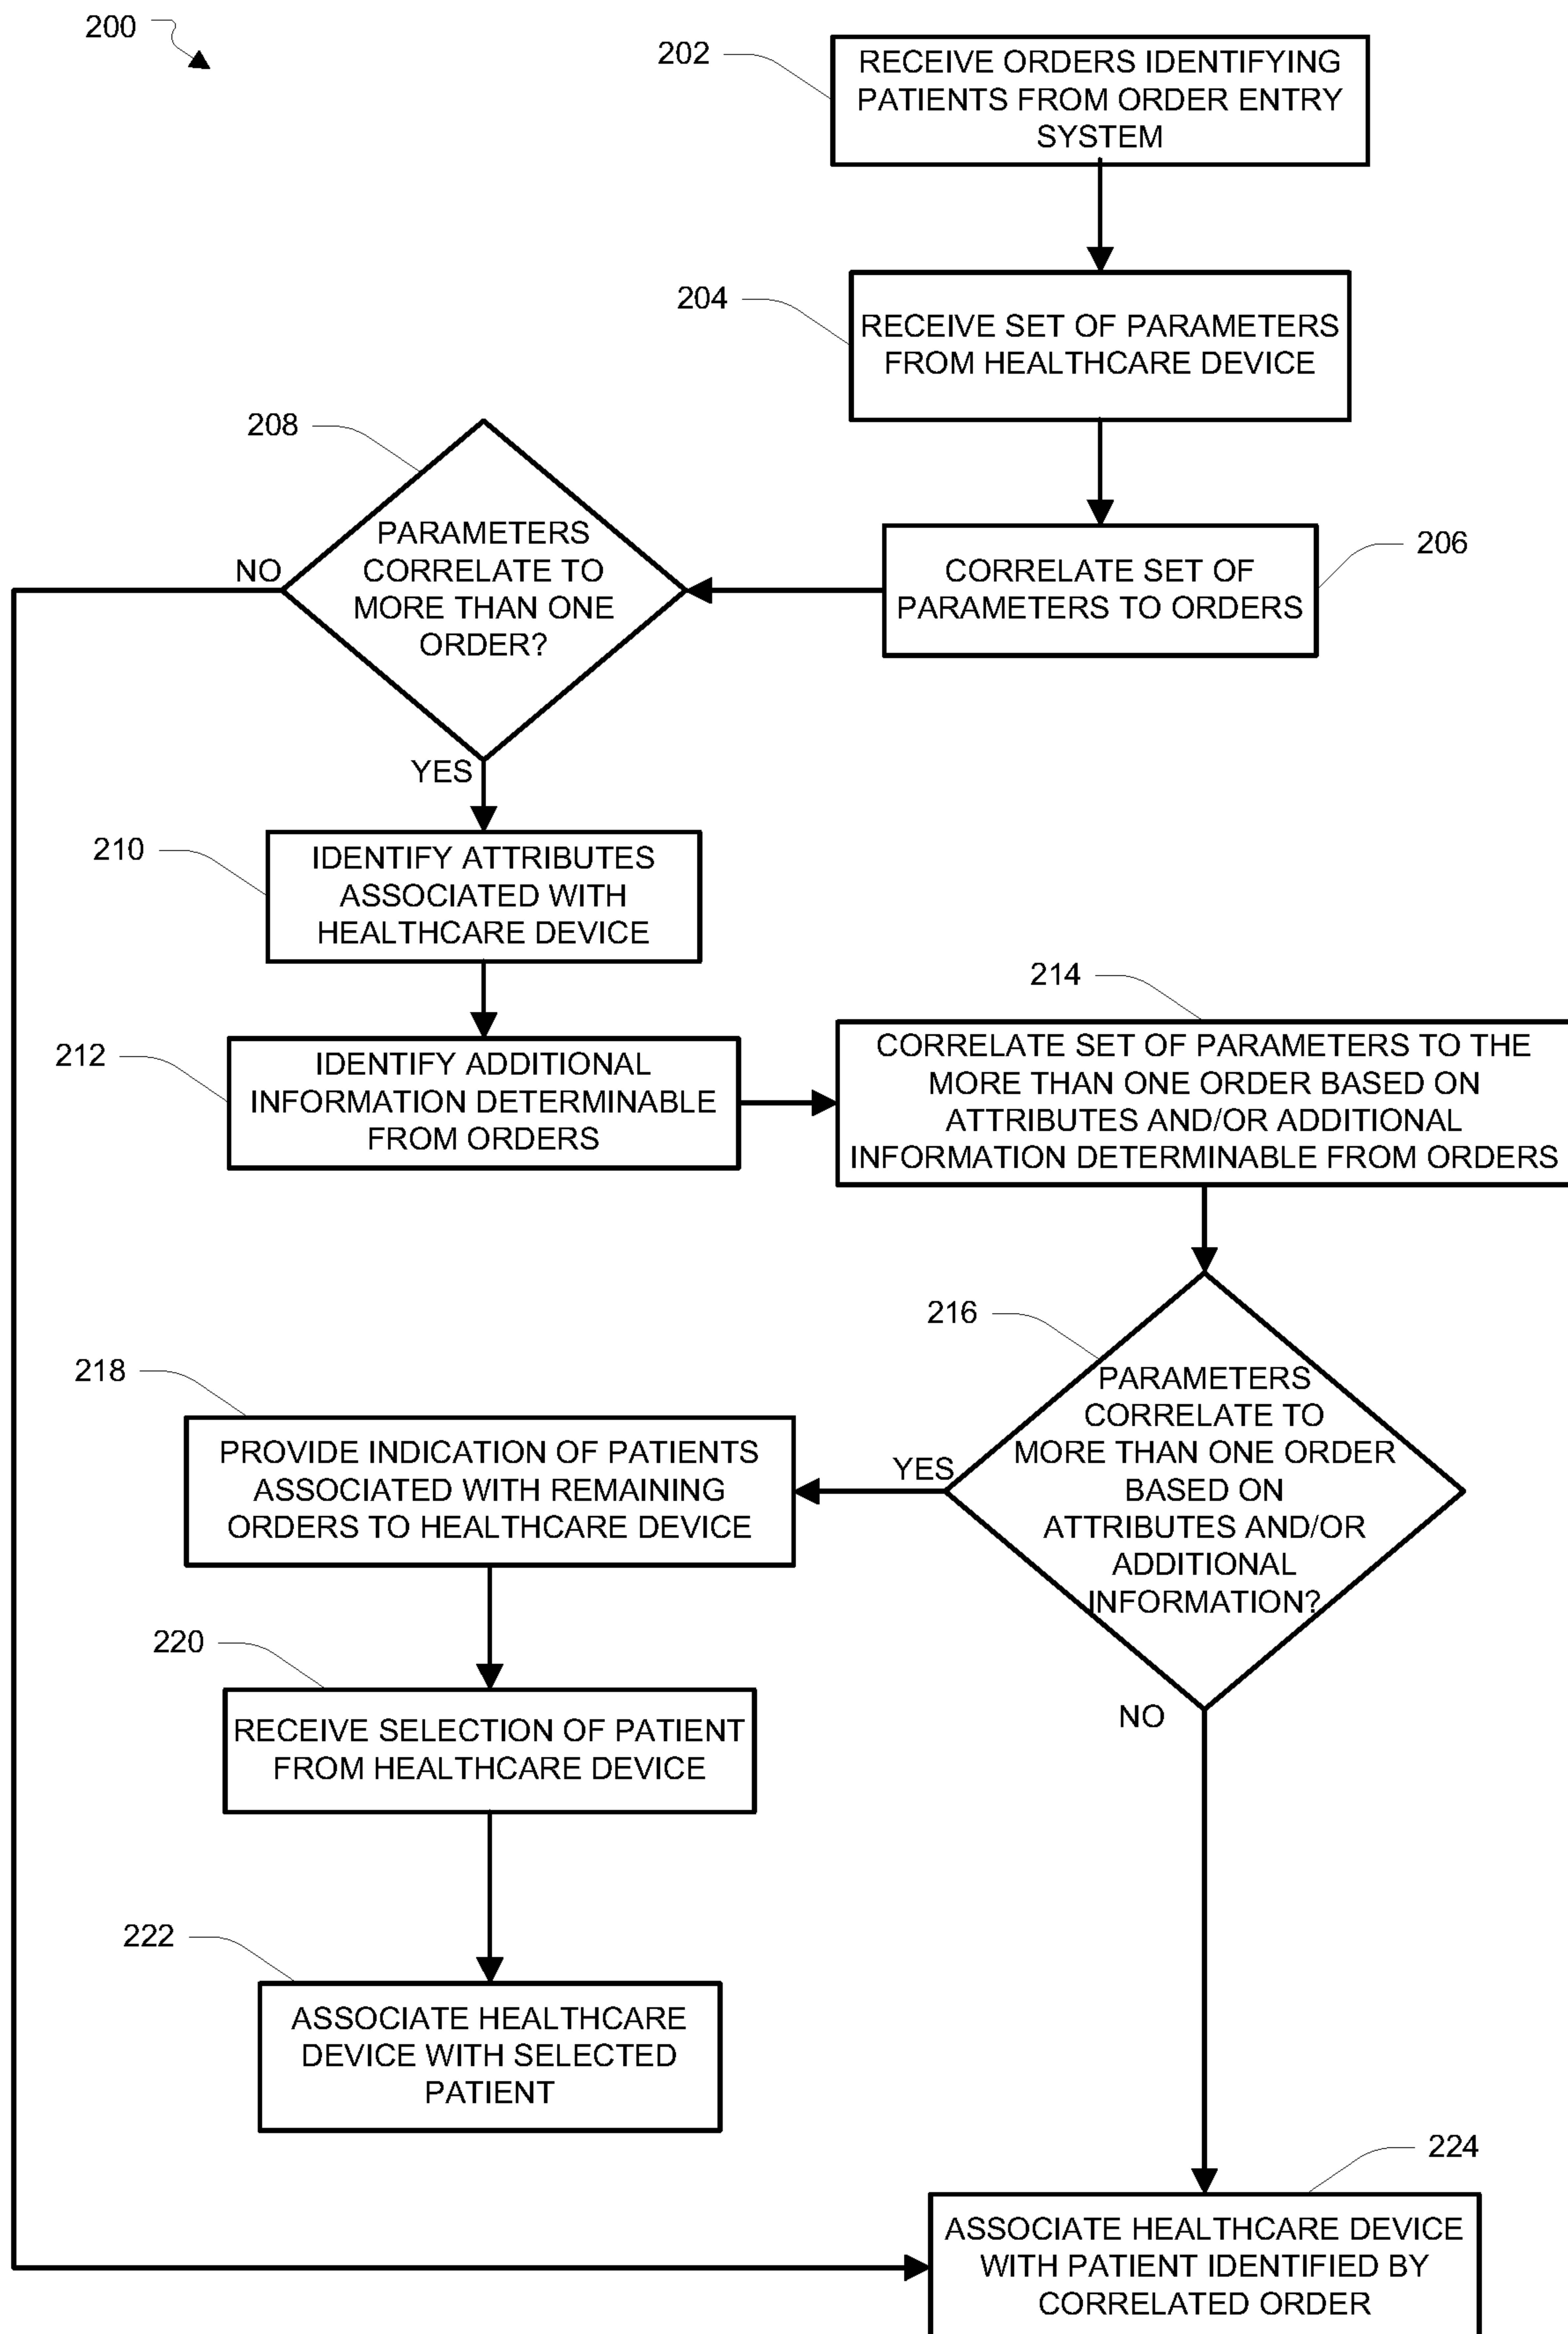 200
202
RECEIVE ORDERS IDENTIFYING
PATIENTS FROM ORDER ENTRY
SYSTEM
204
RECEIVE SET OF PARAMETERS
FROM HEALTHCARE DEVICE
206
CORRELATE SET OF
PARAMETERS TO ORDERS
208
PARAMETERS
CORRELATE TO
MORE THAN ONE
ORDER?
NO
YES
210
IDENTIFY ATTRIBUTES
ASSOCIATED WITH
HEALTHCARE DEVICE
212
IDENTIFY ADDITIONAL
INFORMATION DETERMINABLE
FROM ORDERS
214
CORRELATE SET OF PARAMETERS TO THE
MORE THAN ONE ORDER BASED ON
ATTRIBUTES AND/OR ADDITIONAL
INFORMATION DETERMINABLE FROM ORDERS
216
PARAMETERS
CORRELATE TO
MORE THAN ONE ORDER
BASED ON
ATTRIBUTES AND/OR
ADDITIONAL
INFORMATION?
YES
NO
218
PROVIDE INDICATION OF PATIENTS
ASSOCIATED WITH REMAINING
ORDERS TO HEALTHCARE DEVICE
220
RECEIVE SELECTION OF PATIENT
FROM HEALTHCARE DEVICE
222
ASSOCIATE HEALTHCARE
DEVICE WITH SELECTED
PATIENT
224
ASSOCIATE HEALTHCARE DEVICE
WITH PATIENT IDENTIFIED BY
CORRELATED ORDER